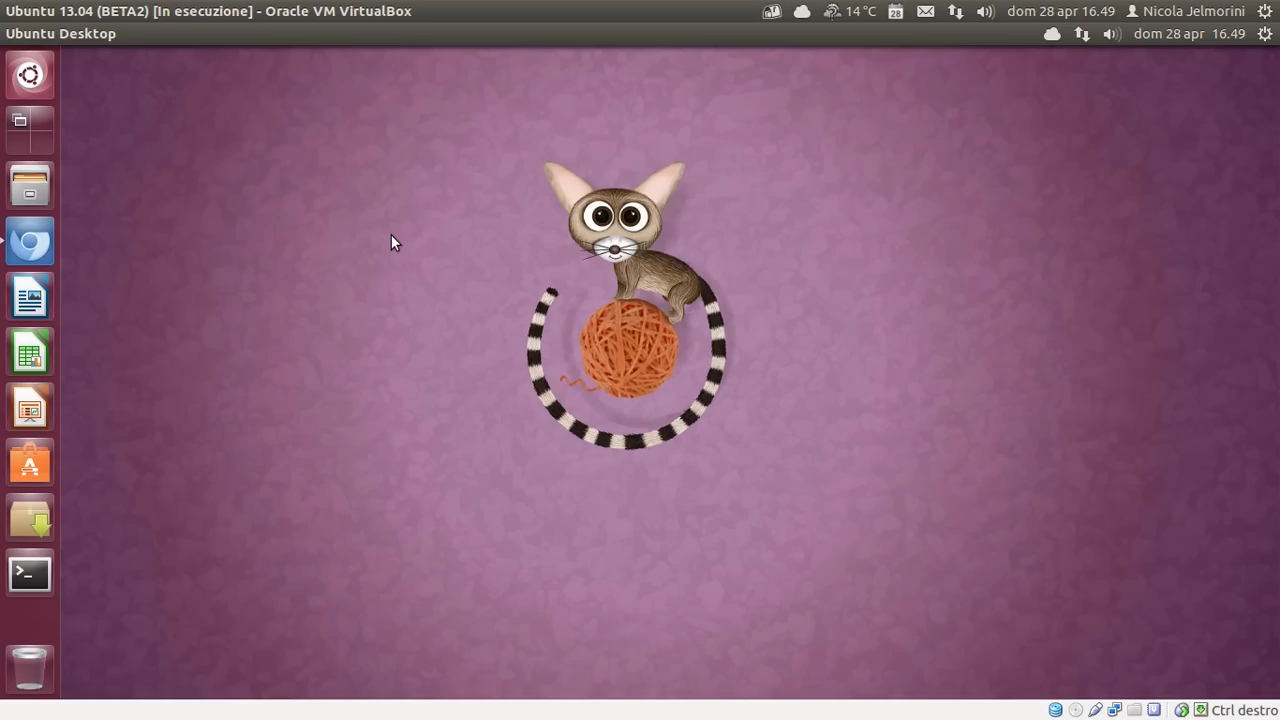 Ubuntu 13.04 (BETA2) [In esecuzione] - Oracle VM VirtualBox
14 °C
28
dom 28 apr 16.49
Nicola Jelmorini
Ubuntu Desktop
dom 28 apr 16.49
Ctrl destro